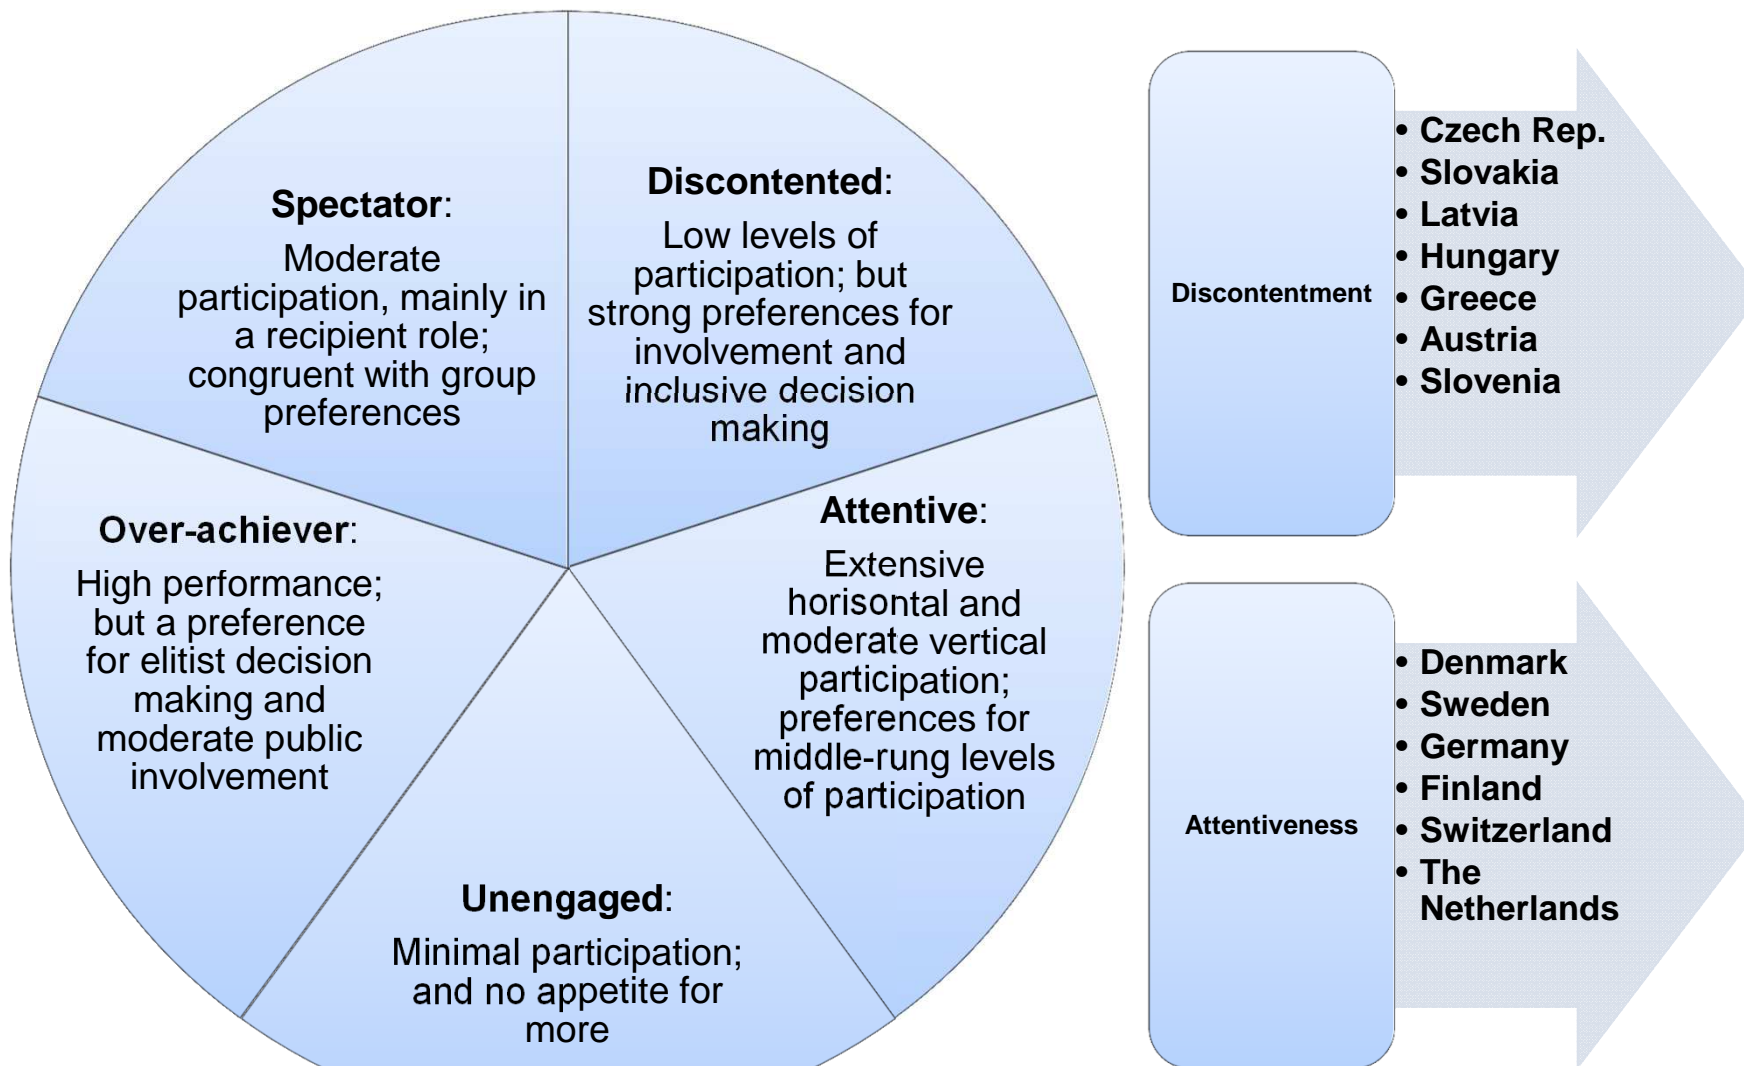 Spectator:
Moderate
participation, mainly in
a recipient role;
congruent with group
preferences
Discontented:
Low levels of
participation; but
strong preferences for
involvement and
inclusive decision
making
Over-achiever:
High performance;
but a preference
for elitist decision
making and
moderate public
involvement
Attentive:
Extensive
horisontal and
moderate vertical
participation;
preferences for
middle-rung levels
of participation
Unengaged:
Minimal participation;
and no appetite for
more
Discontentment
• Czech Rep.
• Slovakia
• Latvia
• Hungary
• Greece
• Austria
• Slovenia
Attentiveness
• Denmark
• Sweden
• Germany
• Finland
• Switzerland
• The
Netherlands